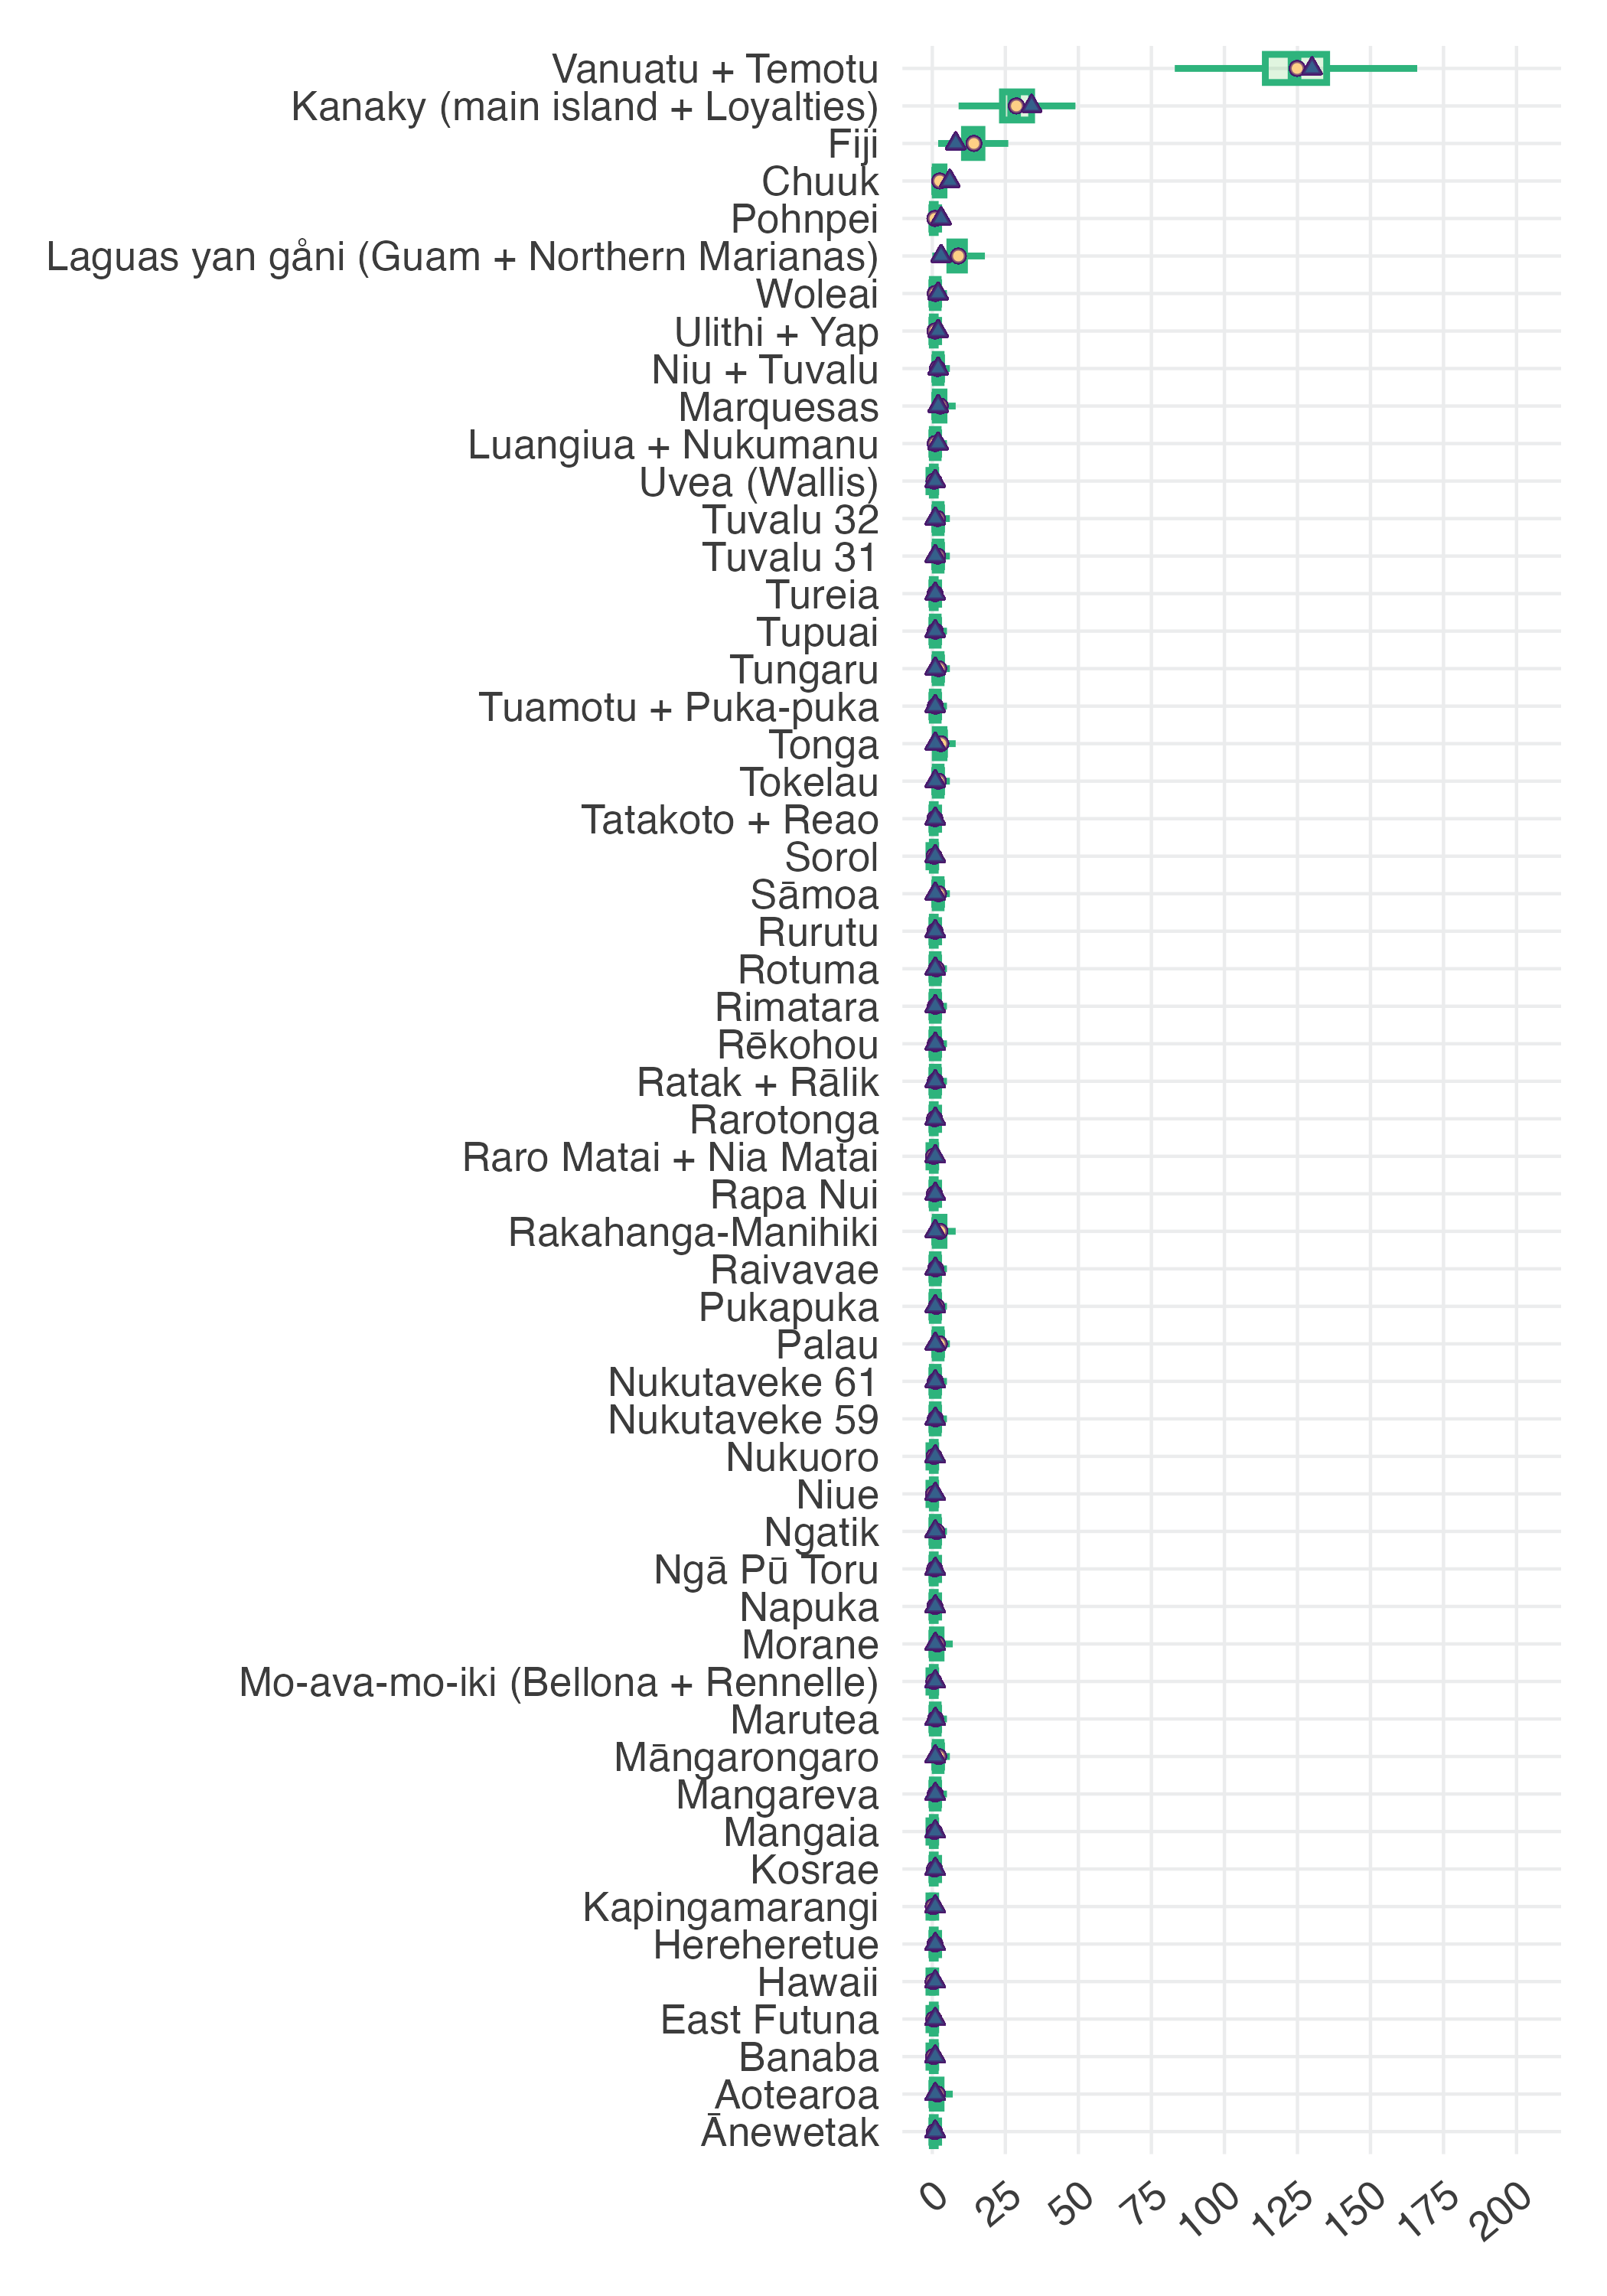 Vanuatu + Temotu
Kanaky (main island + Loyalties)
Fiji
Chuuk
Pohnpei
Laguas yan gåni (Guam + Northern Marianas)
Woleai
Ulithi + Yap
Niu + Tuvalu
Marquesas
Luangiua + Nukumanu
Uvea (Wallis)
Tuvalu 32
Tuvalu 31
Tureia
Tupuai
Tungaru
Tuamotu + Puka-puka
Tonga
Tokelau
Tatakoto + Reao
Sorol
Sāmoa
Rurutu
Rotuma
Rimatara
Rēkohou
Ratak + Rālik
Rarotonga
Raro Matai + Nia Matai
Rapa Nui
Rakahanga-Manihiki
Raivavae
Pukapuka
Palau
Nukutaveke 61
Nukutaveke 59
Nukuoro
Niue
Ngatik
Ngā Pū Toru
Napuka
Morane
Mo-ava-mo-iki (Bellona + Rennelle)
Marutea
Māngarongaro
Mangareva
Mangaia
Kosrae
Kapingamarangi
Hereheretue
Hawaii
East Futuna
Banaba
Aotearoa
Ānewetak
0 25 50 75 100 125 150 175 200